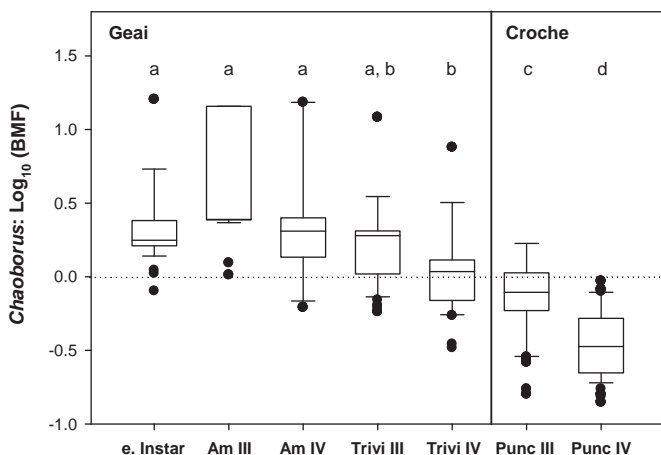 Geai
Croche
1.5
a a a a, b b c d
1.0
0.5
0.0
-0.5
-1.0
Chaoborus: Log10 (BMF)
e. Instar Am III Am IV Trivi III Trivi IV Punc III Punc IV